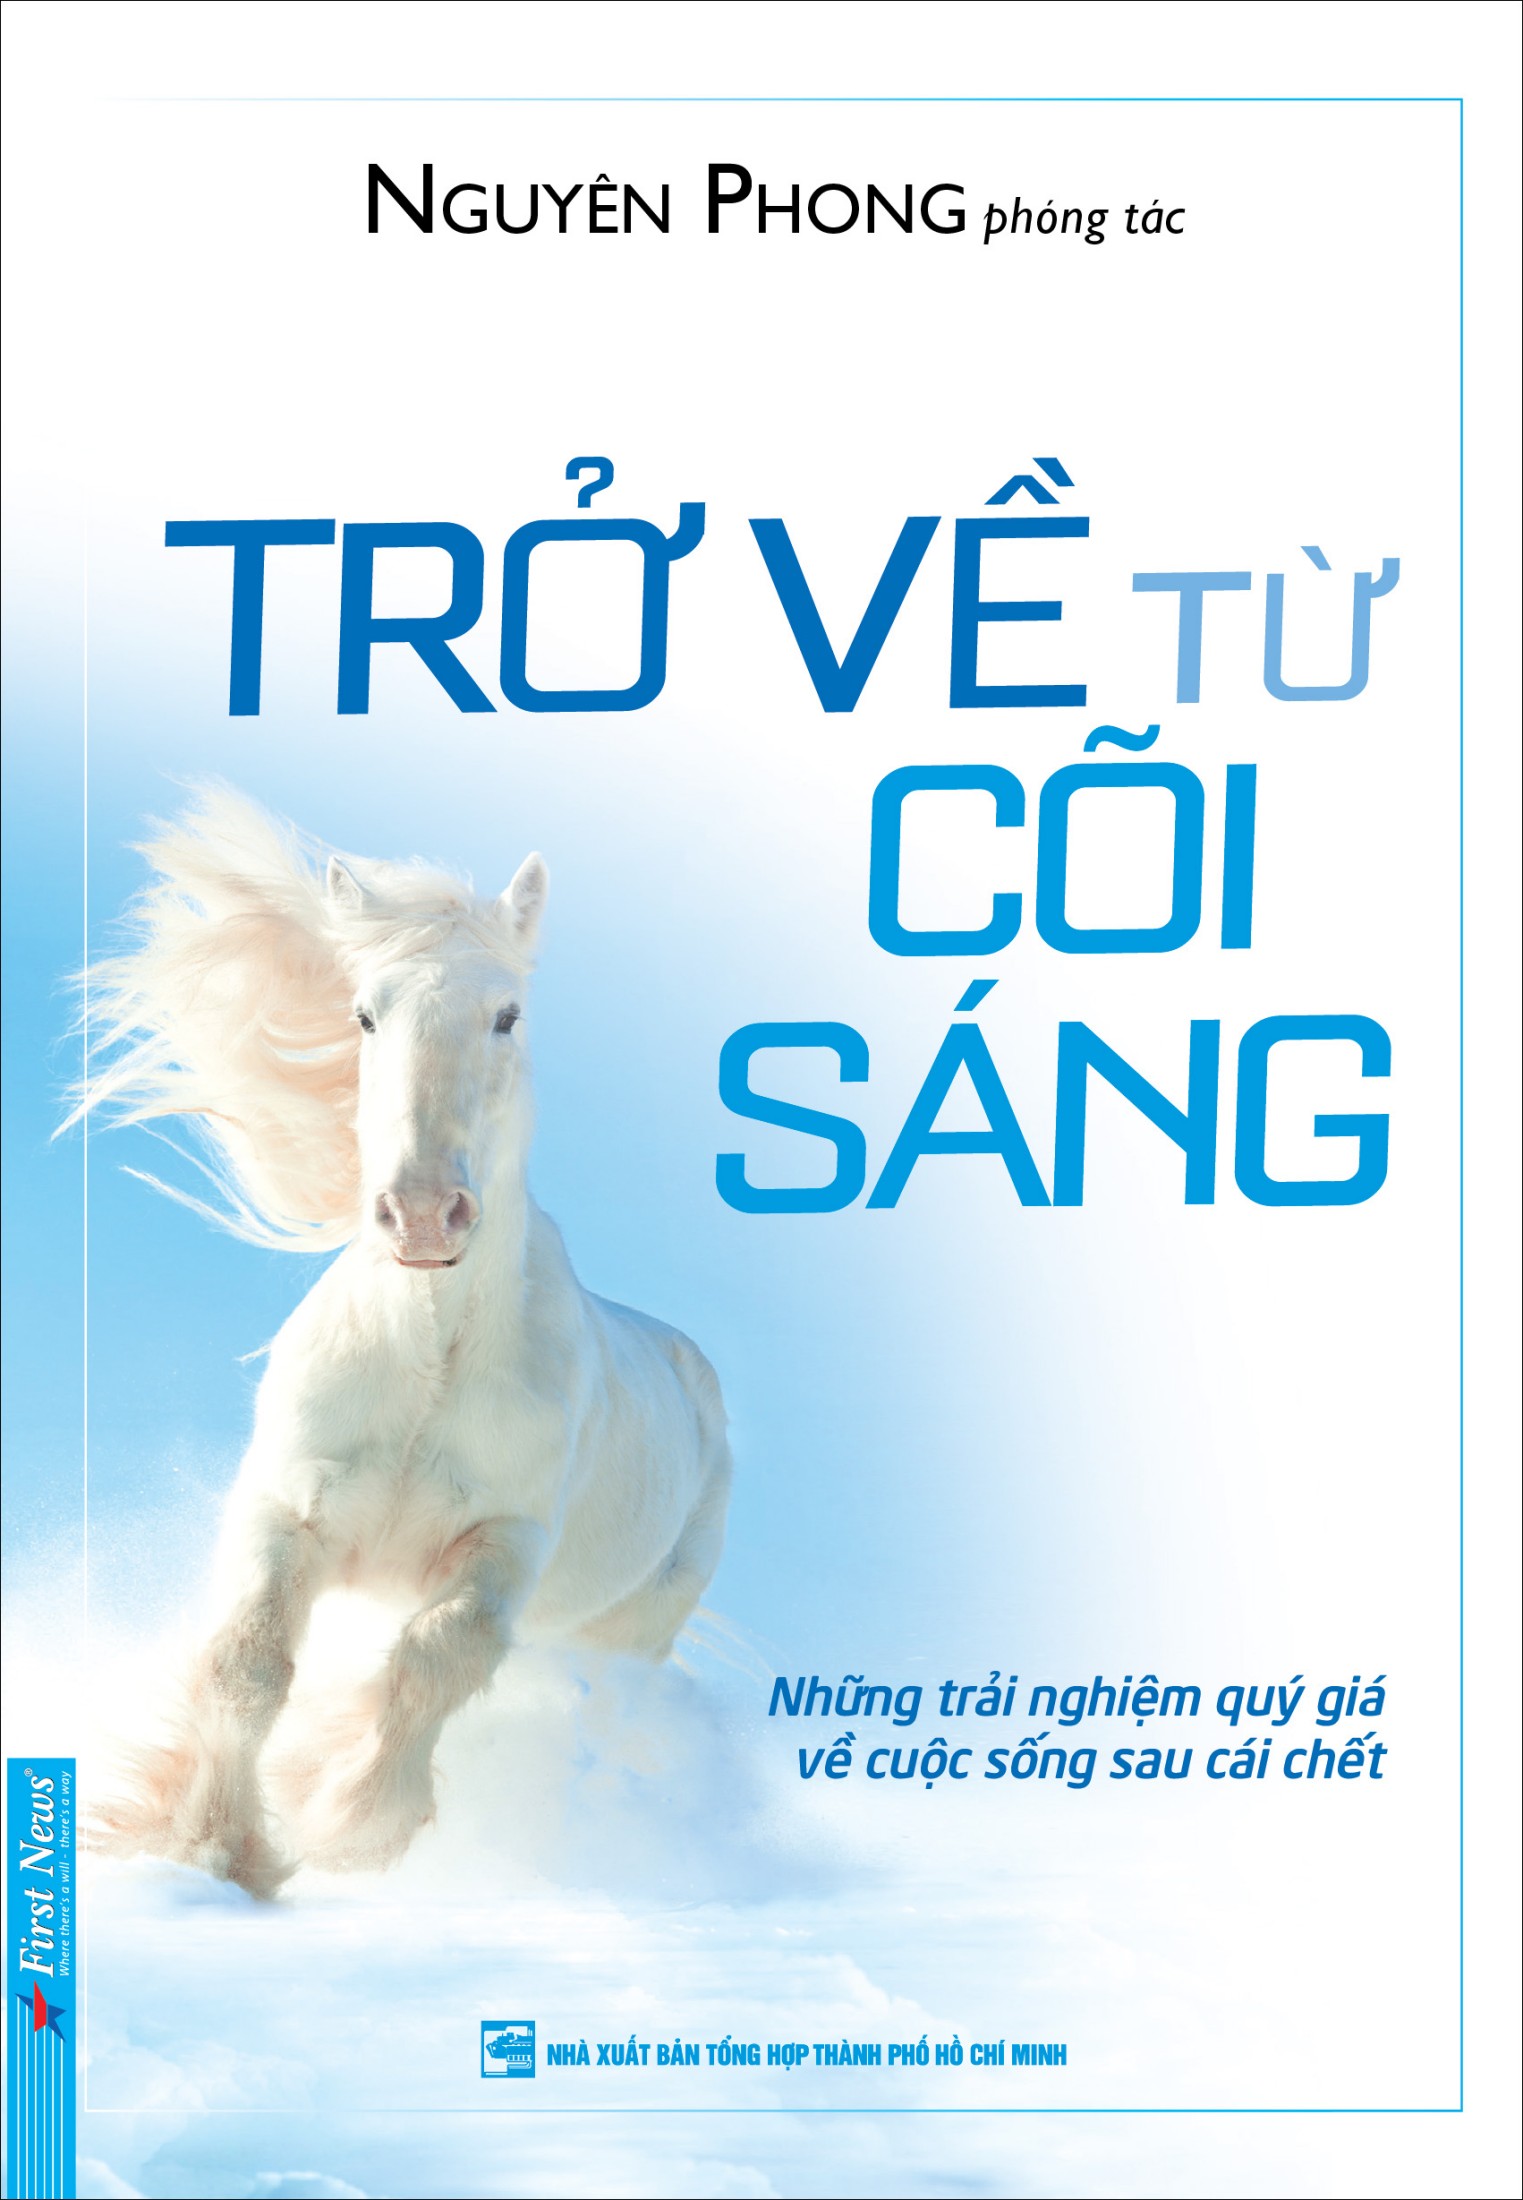 NGUYÊN PHONG phóng tác
TRỞ VỀ TỪ
CÕI
SÁNG
Những trải nghiệm quý giá
về cuộc sống sau cái chết
First News®
Where there's a will - there's a way
NHÀ XUẤT BẢN TỔNG HỢP THÀNH PHỐ HỒ CHÍ MINH